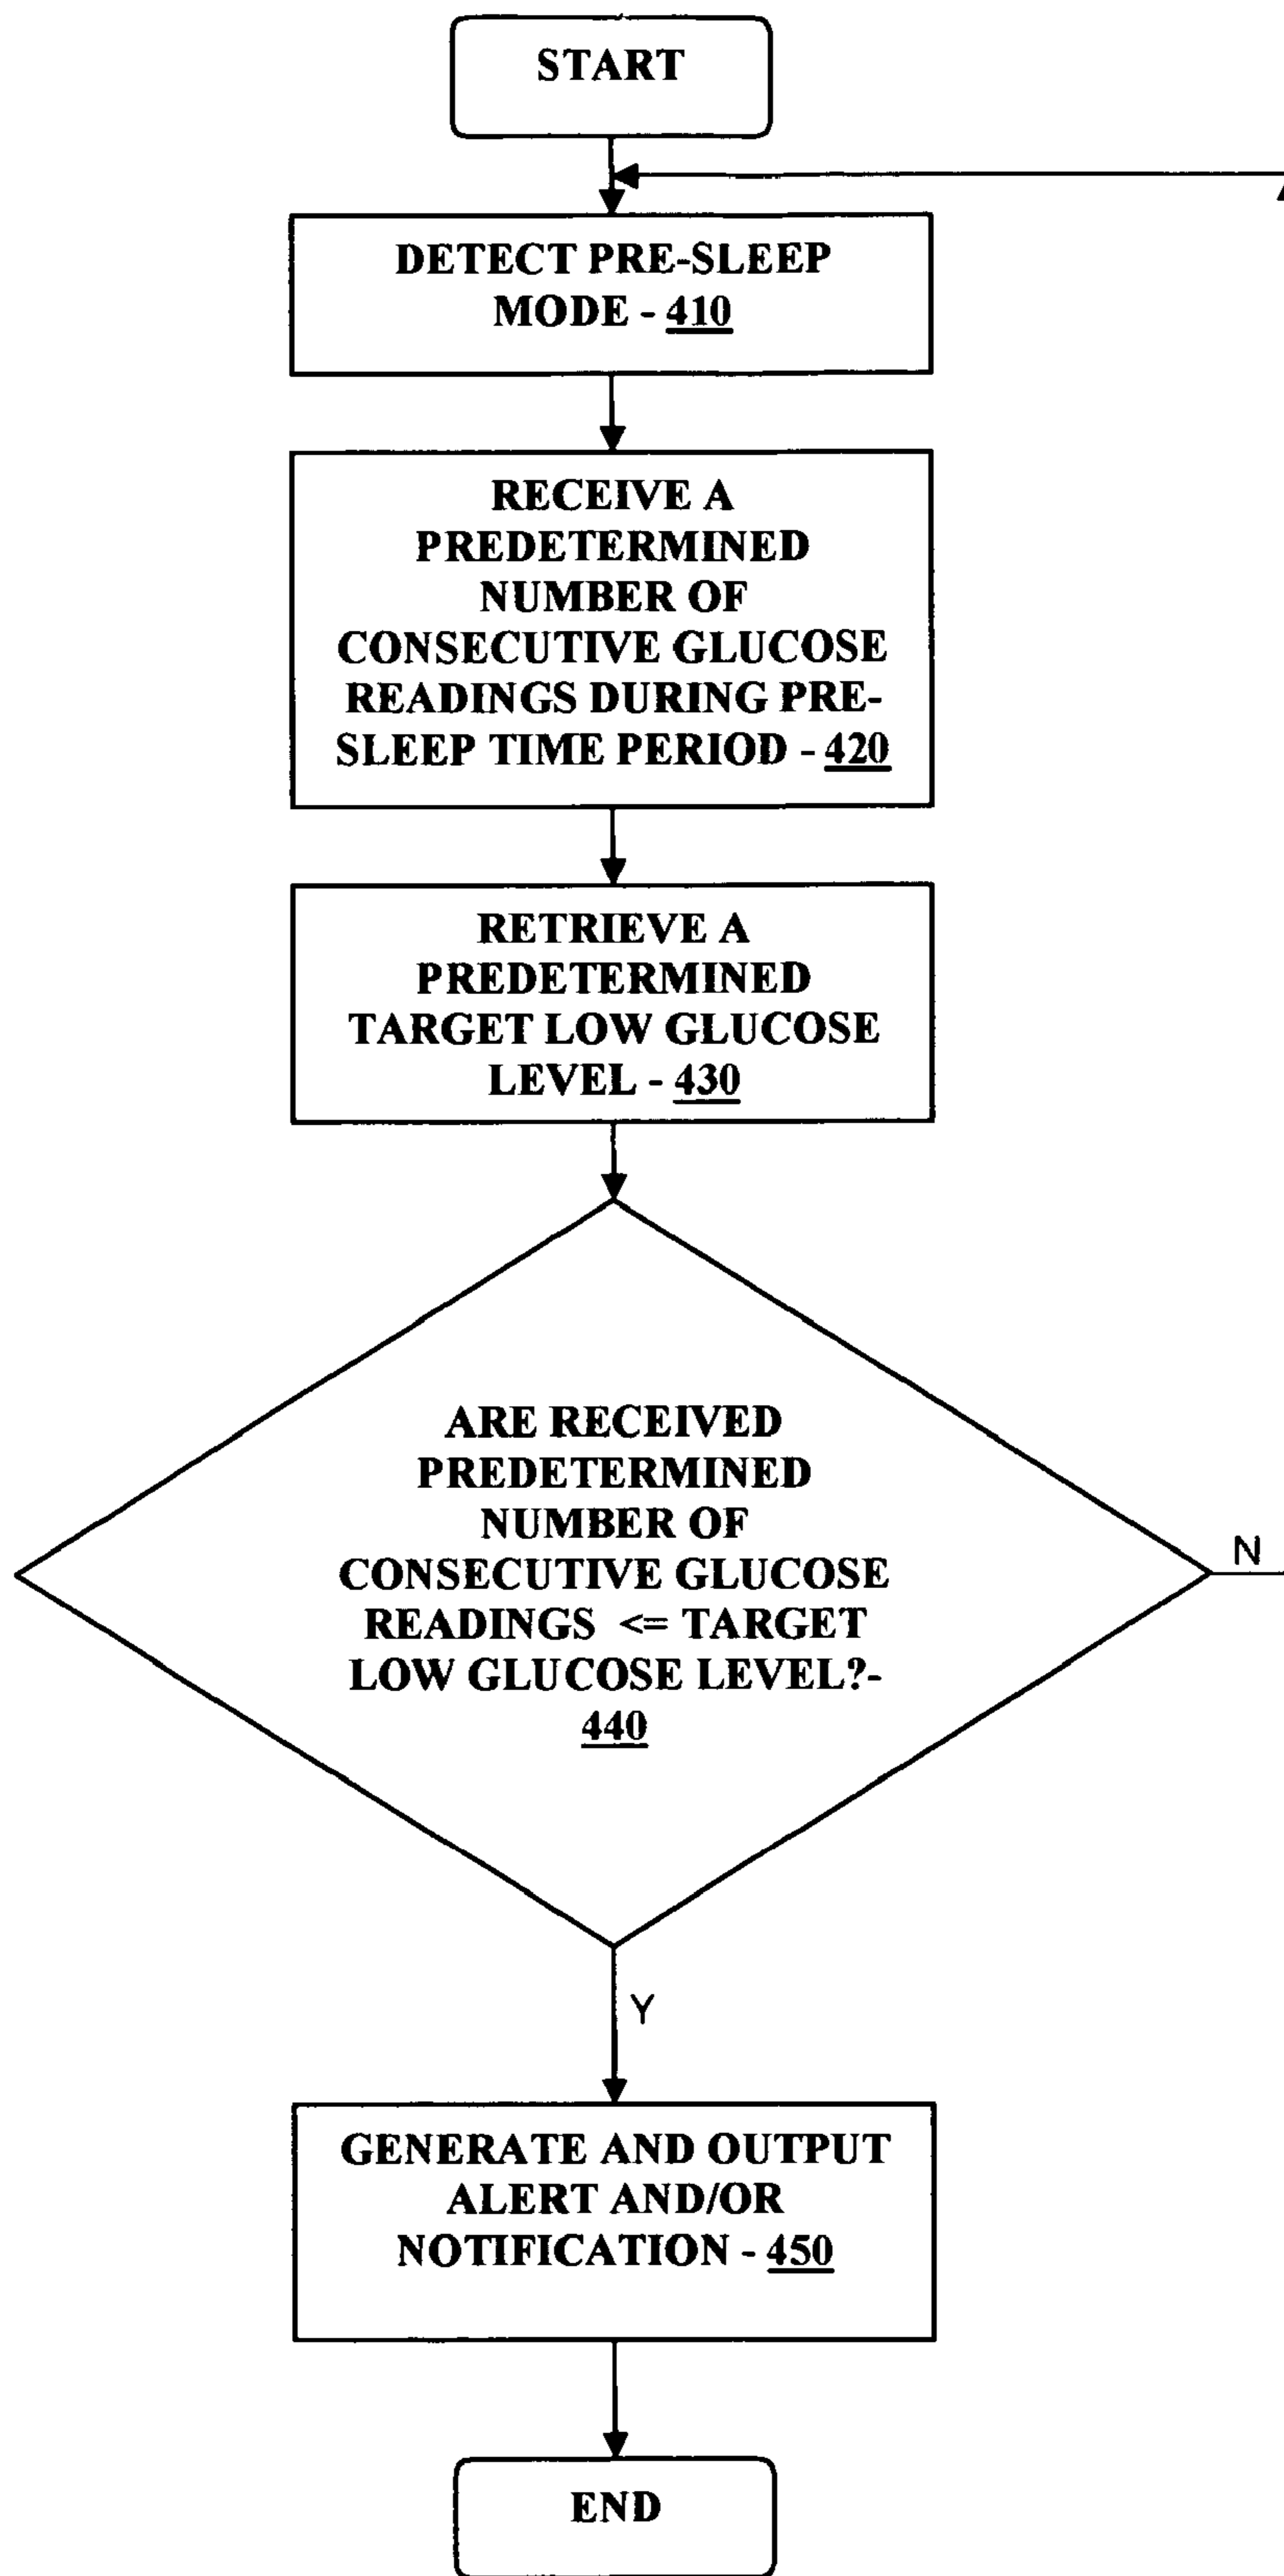 START
DETECT PRE-SLEEP
MODE - 410
RECEIVE A
PREDETERMINED
NUMBER OF
CONSECUTIVE GLUCOSE
READINGS DURING PRE-
SLEEP TIME PERIOD - 420
RETRIEVE A
PREDETERMINED
TARGET LOW GLUCOSE
LEVEL - 430
ARE RECEIVED
PREDETERMINED
NUMBER OF
CONSECUTIVE GLUCOSE
READINGS <= TARGET
LOW GLUCOSE LEVEL?-
440
N
Y
GENERATE AND OUTPUT
ALERT AND/OR
NOTIFICATION - 450
END